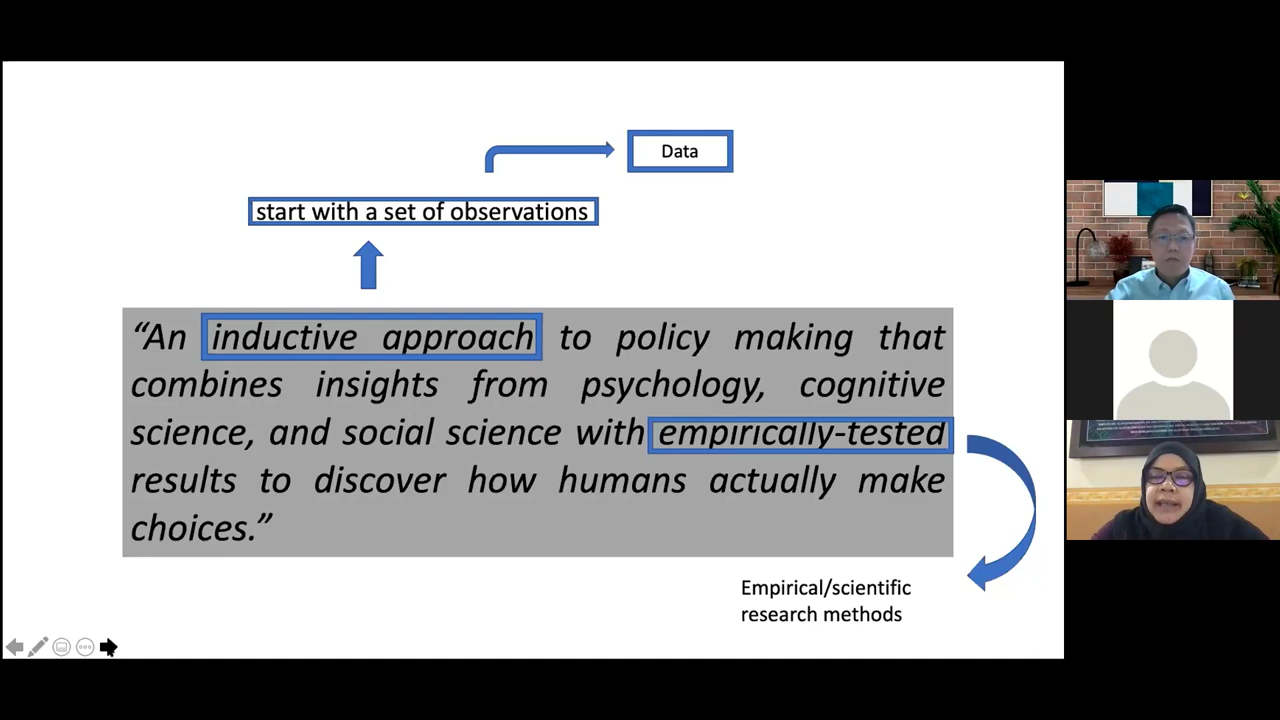 Data
start with a set of observations
“An inductive approach to policy making that
combines insights from psychology, cognitive
science, and social science with empirically-tested
results to discover how humans actually make
choices.”
Empirical/scientific
research methods